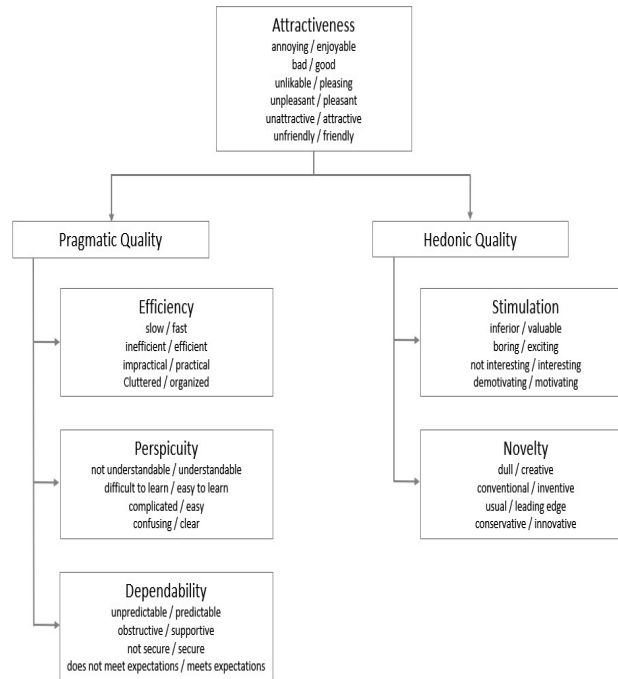 Attractiveness
annoying / enjoyable
bad / good
unlikable / pleasing
unpleasant / pleasant
unattractive / attractive
unfriendly / friendly
Pragmatic Quality
Hedonic Quality
Efficiency
slow / fast
inefficient / efficient
impractical / practical
Cluttered / organized
Stimulation
inferior / valuable
boring / exciting
not interesting / interesting
demotivating / motivating
Perspicuity
not understandable / understandable
difficult to learn / easy to learn
complicated / easy
confusing / clear
Novelty
dull / creative
conventional / inventive
usual / leading edge
conservative / innovative
Dependability
unpredictable / predictable
obstructive / supportive
not secure / secure
does not meet expectations / meets expectations